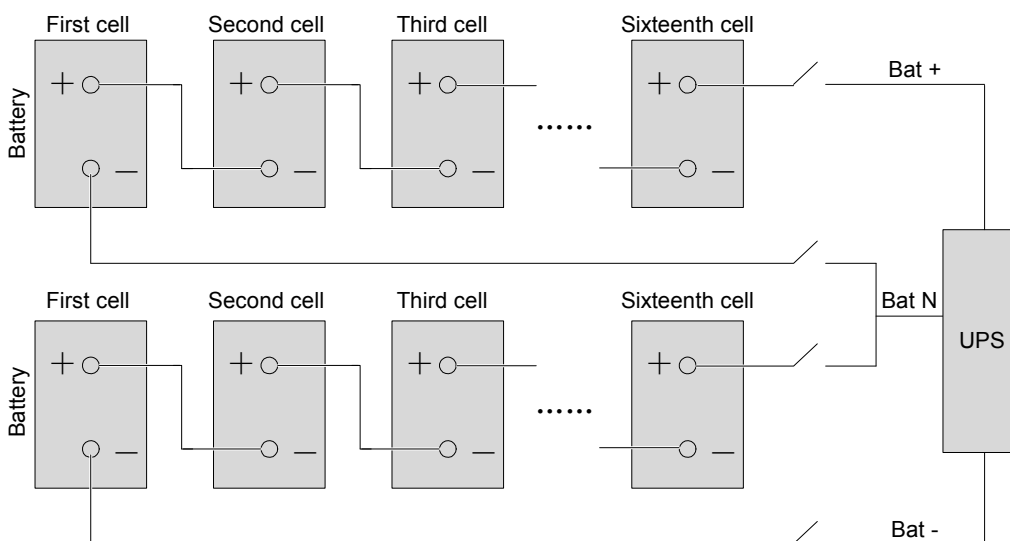 First cell
Second cell
Third cell
Sixteenth cell
Battery
+
+
+
+
Bat +
......
—
—
—
—
First cell
Second cell
Third cell
Sixteenth cell
Bat N
Battery
+
+
+
+
UPS
......
—
—
—
—
Bat -